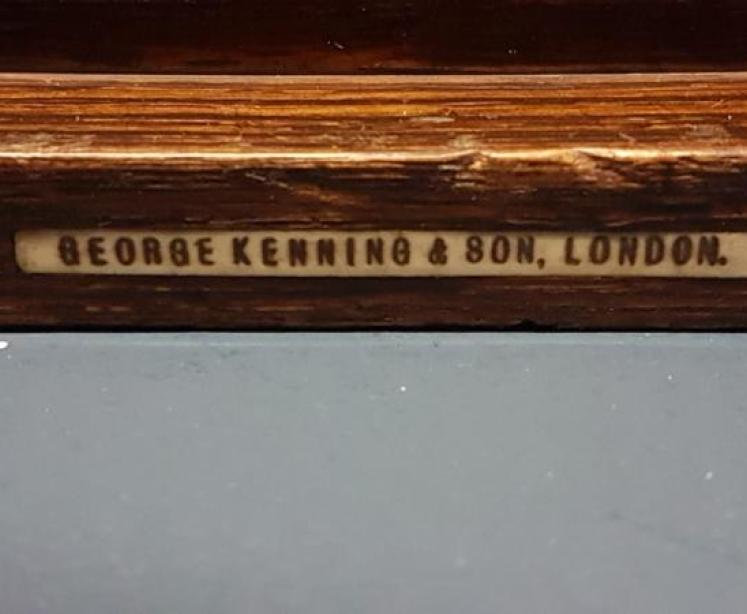 GEORGE KENNING & SON, LONDON.